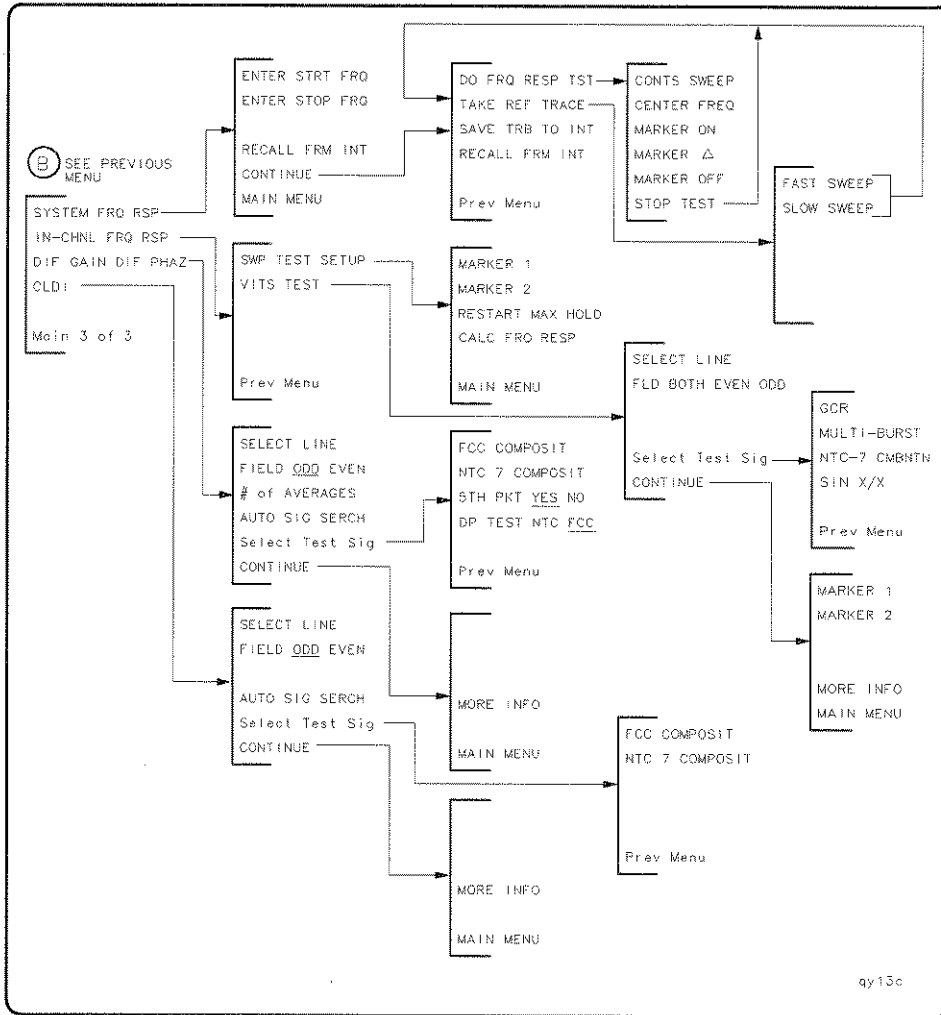 B SEE PREVIOUS
MENU
SYSTEM FRQ RSP
IN-CHNL FRQ RSP
DIF GAIN DIF PHAZ
CLDI
Main 3 of 3
ENTER STRT FRQ
ENTER STOP FRQ
RECALL FRM INT
CONTINUE
MAIN MENU
DO FRQ RESP TST
TAKE REF TRACE
SAVE TRB TO INT
RECALL FRM INT
Prev Menu
CONTS SWEEP
CENTER FREQ
MARKER ON
MARKER △
MARKER OFF
STOP TEST
FAST SWEEP
SLOW SWEEP
SWP TEST SETUP
VITS TEST
Prev Menu
MARKER 1
MARKER 2
RESTART MAX HOLD
CALC FRQ RESP
MAIN MENU
SELECT LINE
FLD BOTH EVEN ODD
Select Test Sig
CONTINUE
GCR
MULTI-BURST
NTC-7 CMBNTN
SIN X/X
Prev Menu
MARKER 1
MARKER 2
MORE INFO
MAIN MENU
SELECT LINE
FIELD ODD EVEN
# of AVERAGES
AUTO SIG SERCH
Select Test Sig
CONTINUE
FCC COMPOSIT
NTC 7 COMPOSIT
5TH PKT YES NO
DP TEST NTC FCC
Prev Menu
MORE INFO
MAIN MENU
SELECT LINE
FIELD ODD EVEN
AUTO SIG SERCH
Select Test Sig
CONTINUE
FCC COMPOSIT
NTC 7 COMPOSIT
Prev Menu
MORE INFO
MAIN MENU
qy13c